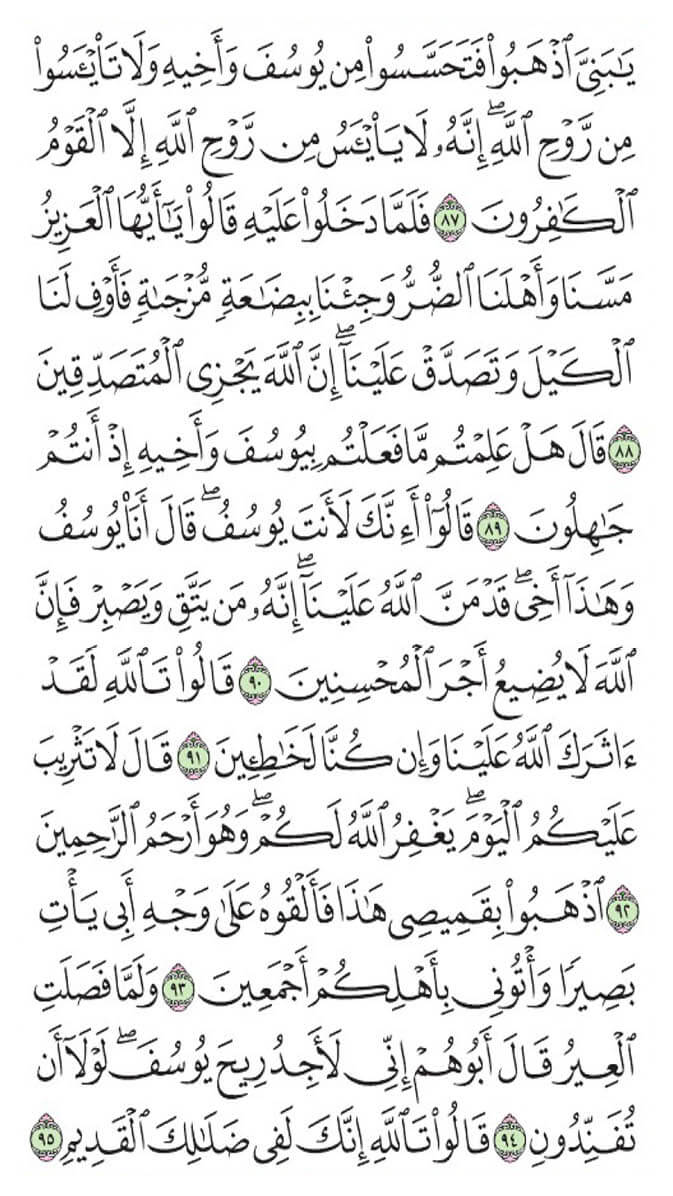 يَٰبَنِيَّ ٱذْهَبُوا۟ فَتَحَسَّسُوا۟ مِن يُوسُفَ وَأَخِيهِ وَلَا تَا۟يْـَٔسُوا۟
مِن رَّوْحِ ٱللَّهِ ۖ إِنَّهُۥ لَا يَا۟يْـَٔسُ مِن رَّوْحِ ٱللَّهِ إِلَّا ٱلْقَوْمُ
ٱلْكَٰفِرُونَ ٨٧ فَلَمَّا دَخَلُوا۟ عَلَيْهِ قَالُوا۟ يَٰٓأَيُّهَا ٱلْعَزِيزُ
مَسَّنَا وَأَهْلَنَا ٱلضُّرُّ وَجِئْنَا بِبِضَٰعَةٍ مُّزْجَىٰةٍ فَأَوْفِ لَنَا
ٱلْكَيْلَ وَتَصَدَّقْ عَلَيْنَآ ۖ إِنَّ ٱللَّهَ يَجْزِى ٱلْمُتَصَدِّقِينَ
٨٨ قَالَ هَلْ عَلِمْتُم مَّا فَعَلْتُم بِيُوسُفَ وَأَخِيهِ إِذْ أَنتُمْ
جَٰهِلُونَ ٨٩ قَالُوٓا۟ أَءِنَّكَ لَأَنتَ يُوسُفُ ۖ قَالَ أَنَا۠ يُوسُفُ
وَهَٰذَآ أَخِى ۖ قَدْ مَنَّ ٱللَّهُ عَلَيْنَآ ۖ إِنَّهُۥ مَن يَتَّقِ وَيَصْبِرْ فَإِنَّ
ٱللَّهَ لَا يُضِيعُ أَجْرَ ٱلْمُحْسِنِينَ ٩٠ قَالُوا۟ تَٱللَّهِ لَقَدْ
ءَاثَرَكَ ٱللَّهُ عَلَيْنَا وَإِن كُنَّا لَخَٰطِـِٔينَ ٩١ قَالَ لَا تَثْرِيبَ
عَلَيْكُمُ ٱلْيَوْمَ ۖ يَغْفِرُ ٱللَّهُ لَكُمْ ۖ وَهُوَ أَرْحَمُ ٱلرَّٰحِمِينَ
٩٢ ٱذْهَبُوا۟ بِقَمِيصِى هَٰذَا فَأَلْقُوهُ عَلَىٰ وَجْهِ أَبِى يَأْتِ
بَصِيرًا وَأْتُونِى بِأَهْلِكُمْ أَجْمَعِينَ ٩٣ وَلَمَّا فَصَلَتِ
ٱلْعِيرُ قَالَ أَبُوهُمْ إِنِّى لَأَجِدُ رِيحَ يُوسُفَ ۖ لَوْلَآ أَن
تُفَنِّدُونِ ٩٤ قَالُوا۟ تَٱللَّهِ إِنَّكَ لَفِى ضَلَٰلِكَ ٱلْقَدِيمِ ٩٥